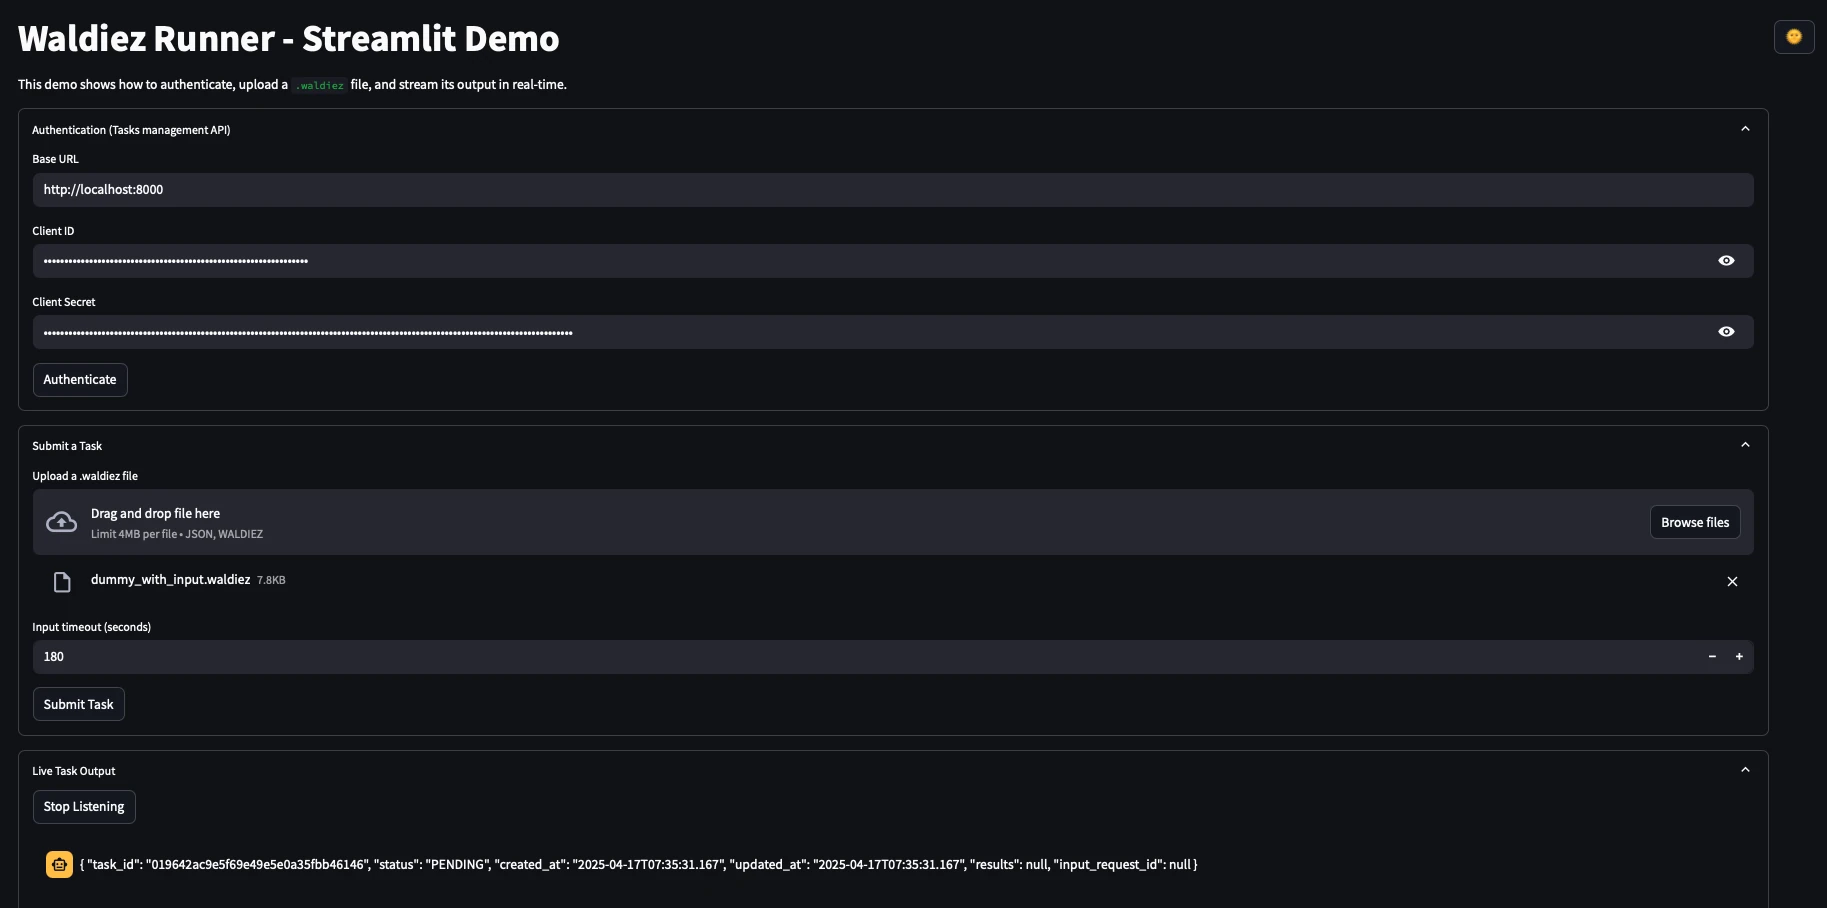 Waldiez Runner - Streamlit Demo
This demo shows how to authenticate, upload a .waldiez file, and stream its output in real-time.
Authentication (Tasks management API)
Base URL
http://localhost:8000
Client ID
Client Secret
Authenticate
Submit a Task
Upload a .waldiez file
Drag and drop file here
Limit 4MB per file • JSON, WALDIEZ
Browse files
dummy_with_input.waldiez 7.8KB
Input timeout (seconds)
180
Submit Task
Live Task Output
Stop Listening
{ "task_id": "019642ac9e5f69e49e5e0a35fbb46146", "status": "PENDING", "created_at": "2025-04-17T07:35:31.167", "updated_at": "2025-04-17T07:35:31.167", "results": null, "input_request_id": null }